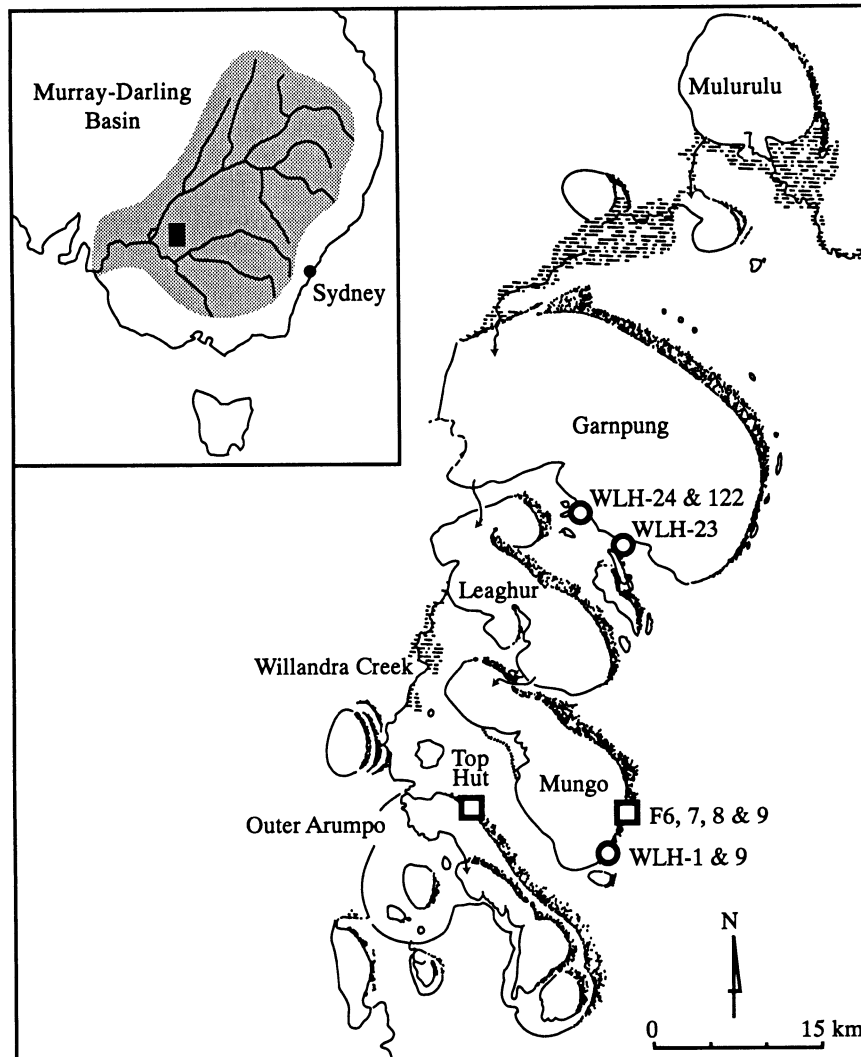 Murray-Darling
Basin
Sydney
Mulurulu
Garnpung
WLH-24 & 122
WLH-23
Leaghur
Willandra Creek
Top
Hut
Mungo
F6, 7, 8 & 9
Outer Arumpo
WLH-1 & 9
N
0 15 km